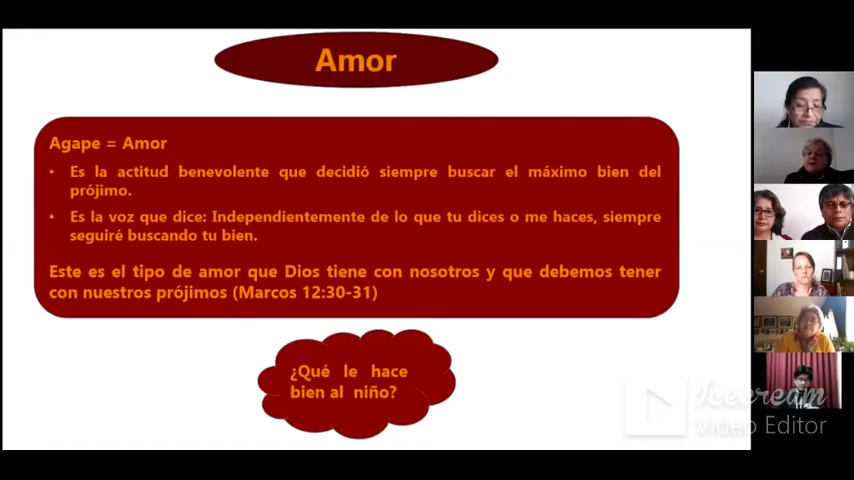 Amor
Agape = Amor
• Es la actitud benevolente que decidió siempre buscar el máximo bien del
prójimo.
• Es la voz que dice: Independientemente de lo que tu dices o me haces, siempre
seguiré buscando tu bien.
Este es el tipo de amor que Dios tiene con nosotros y que debemos tener
con nuestros prójimos (Marcos 12:30-31)
¿Qué le hace
bien al niño?
Icecream
Video Editor